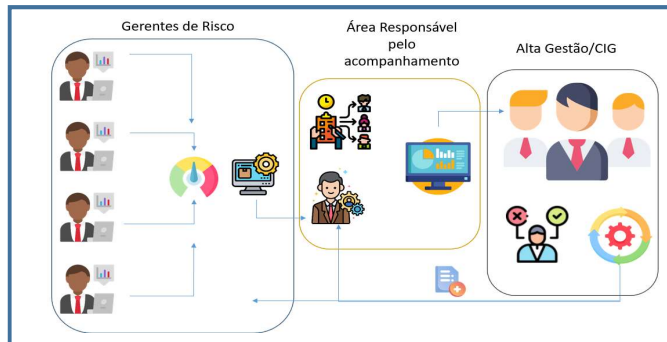 Gerentes de Risco
Área Responsável
pelo
acompanhamento
Alta Gestão/CIG